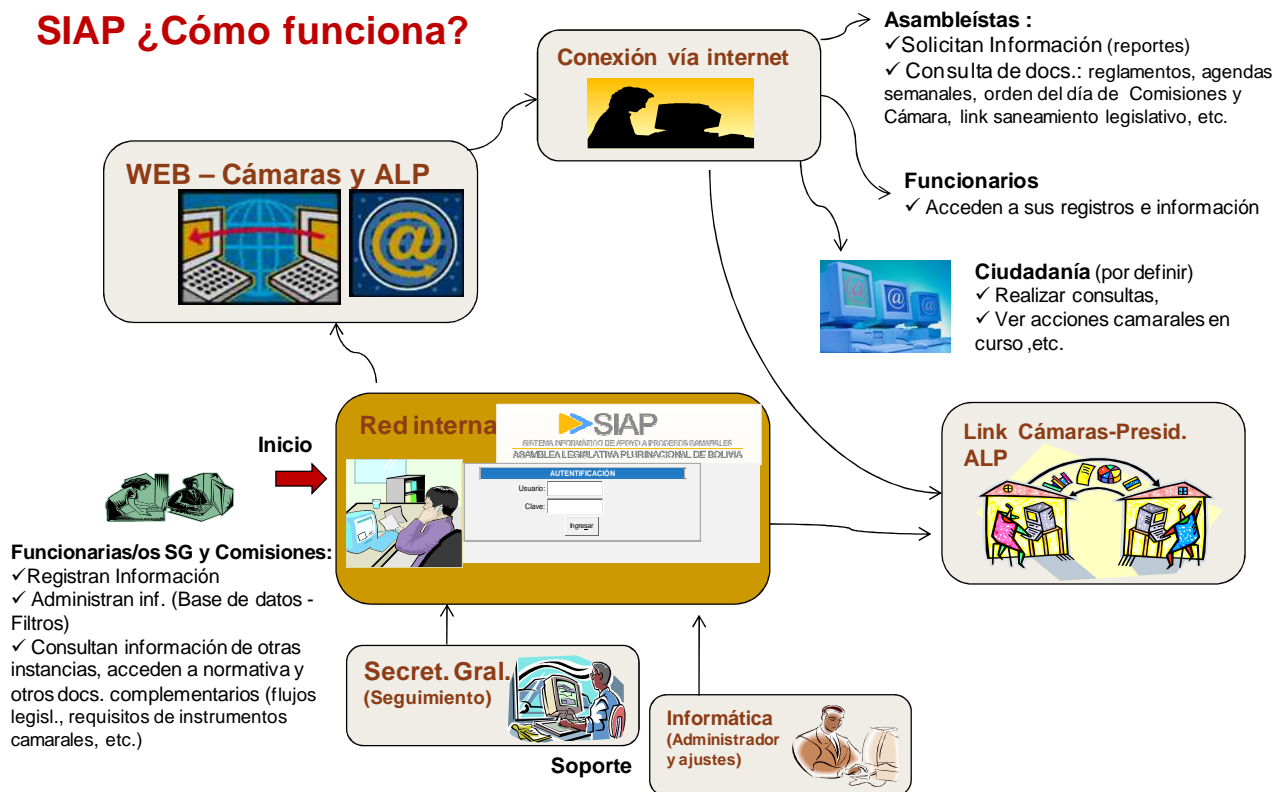 SIAP ¿Cómo funciona?
Conexión vía internet
Asambleístas :
✓Solicitan Información (reportes)
✓ Consulta de docs.: reglamentos, agendas
semanales, orden del día de Comisiones y
Cámara, link saneamiento legislativo, etc.
WEB – Cámaras y ALP
Funcionarios
✓ Acceden a sus registros e información
Ciudadanía (por definir)
✓ Realizar consultas,
✓ Ver acciones camarales en
curso ,etc.
Inicio
Red interna
SIAP
SISTEMA INFORMÁTICO DE APOYO A PROCESOS CAMARALES
ASAMBLEA LEGISLATIVA PLURINACIONAL DE BOLIVIA
AUTENTIFICACIÓN
Usuario:
Clave:
Ingresar
Link Cámaras-Presid.
ALP
Funcionarias/os SG y Comisiones:
✓Registran Información
✓ Administran inf. (Base de datos -
Filtros)
✓ Consultan información de otras
instancias, acceden a normativa y
otros docs. complementarios (flujos
legisl., requisitos de instrumentos
camarales, etc.)
Secret. Gral.
(Seguimiento)
Soporte
Informática
(Administrador
y ajustes)